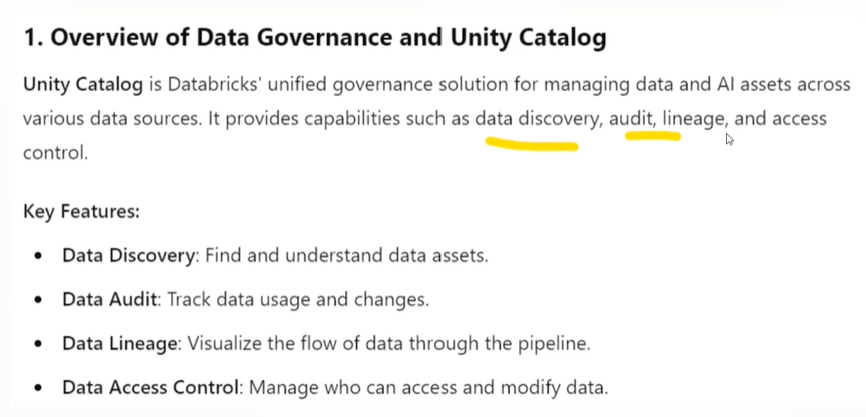 1. Overview of Data Governance and Unity Catalog
Unity Catalog is Databricks' unified governance solution for managing data and AI assets across
various data sources. It provides capabilities such as data discovery, audit, lineage, and access
control.
Key Features:
• Data Discovery: Find and understand data assets.
• Data Audit: Track data usage and changes.
• Data Lineage: Visualize the flow of data through the pipeline.
• Data Access Control: Manage who can access and modify data.